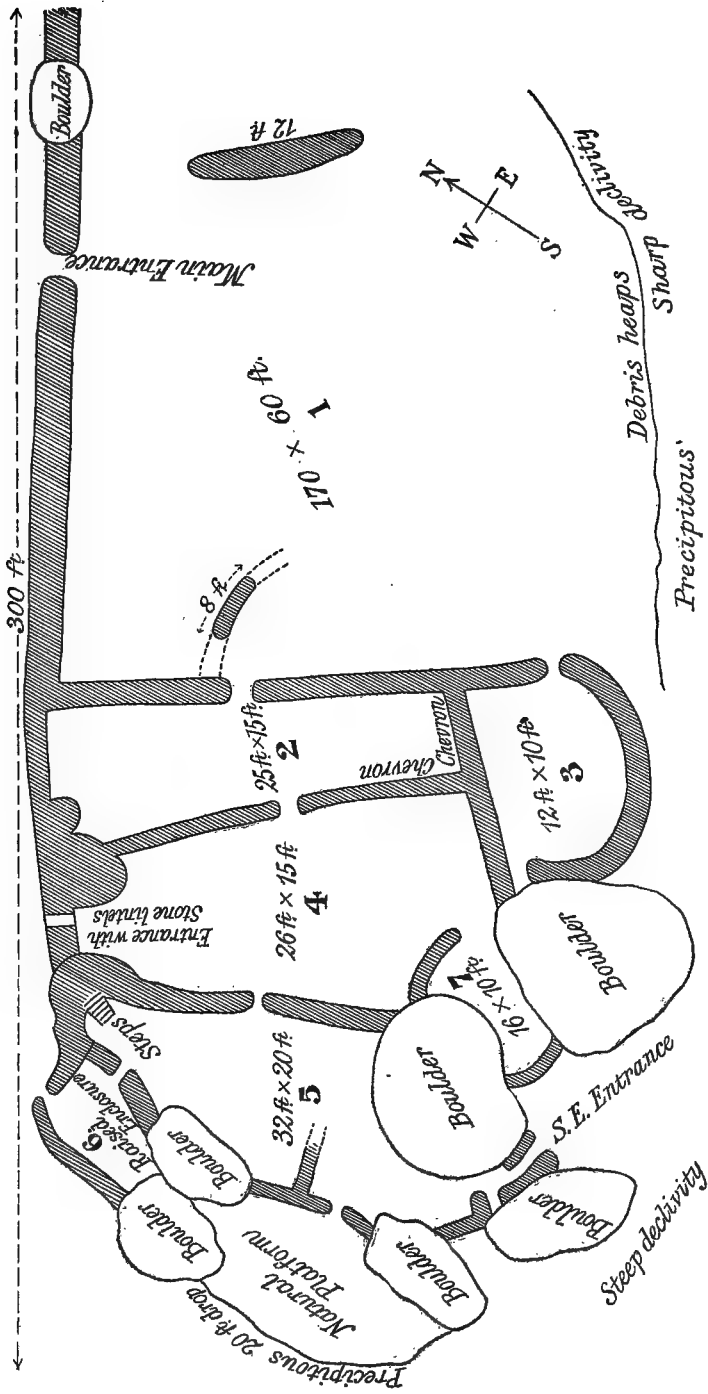 300 ft
Boulder
12 ft
Main Entrance
N
E
W
S
170 × 60 ft.
1
Debris heaps
Sharp declivity
Precipitous
8 ft
25 ft × 15 ft
2
Chevron
Chevron
12 ft × 10 ft
3
26 ft × 15 ft
4
Entrance with
Stone lintels
Boulder
7
16 × 10 ft
Boulder
Steps
32 ft × 20 ft
5
S.E. Entrance
6
Raised
Enclosure
Boulder
Boulder
Natural
Platform
Boulder
Boulder
Precipitous 20 ft drop
Steep declivity